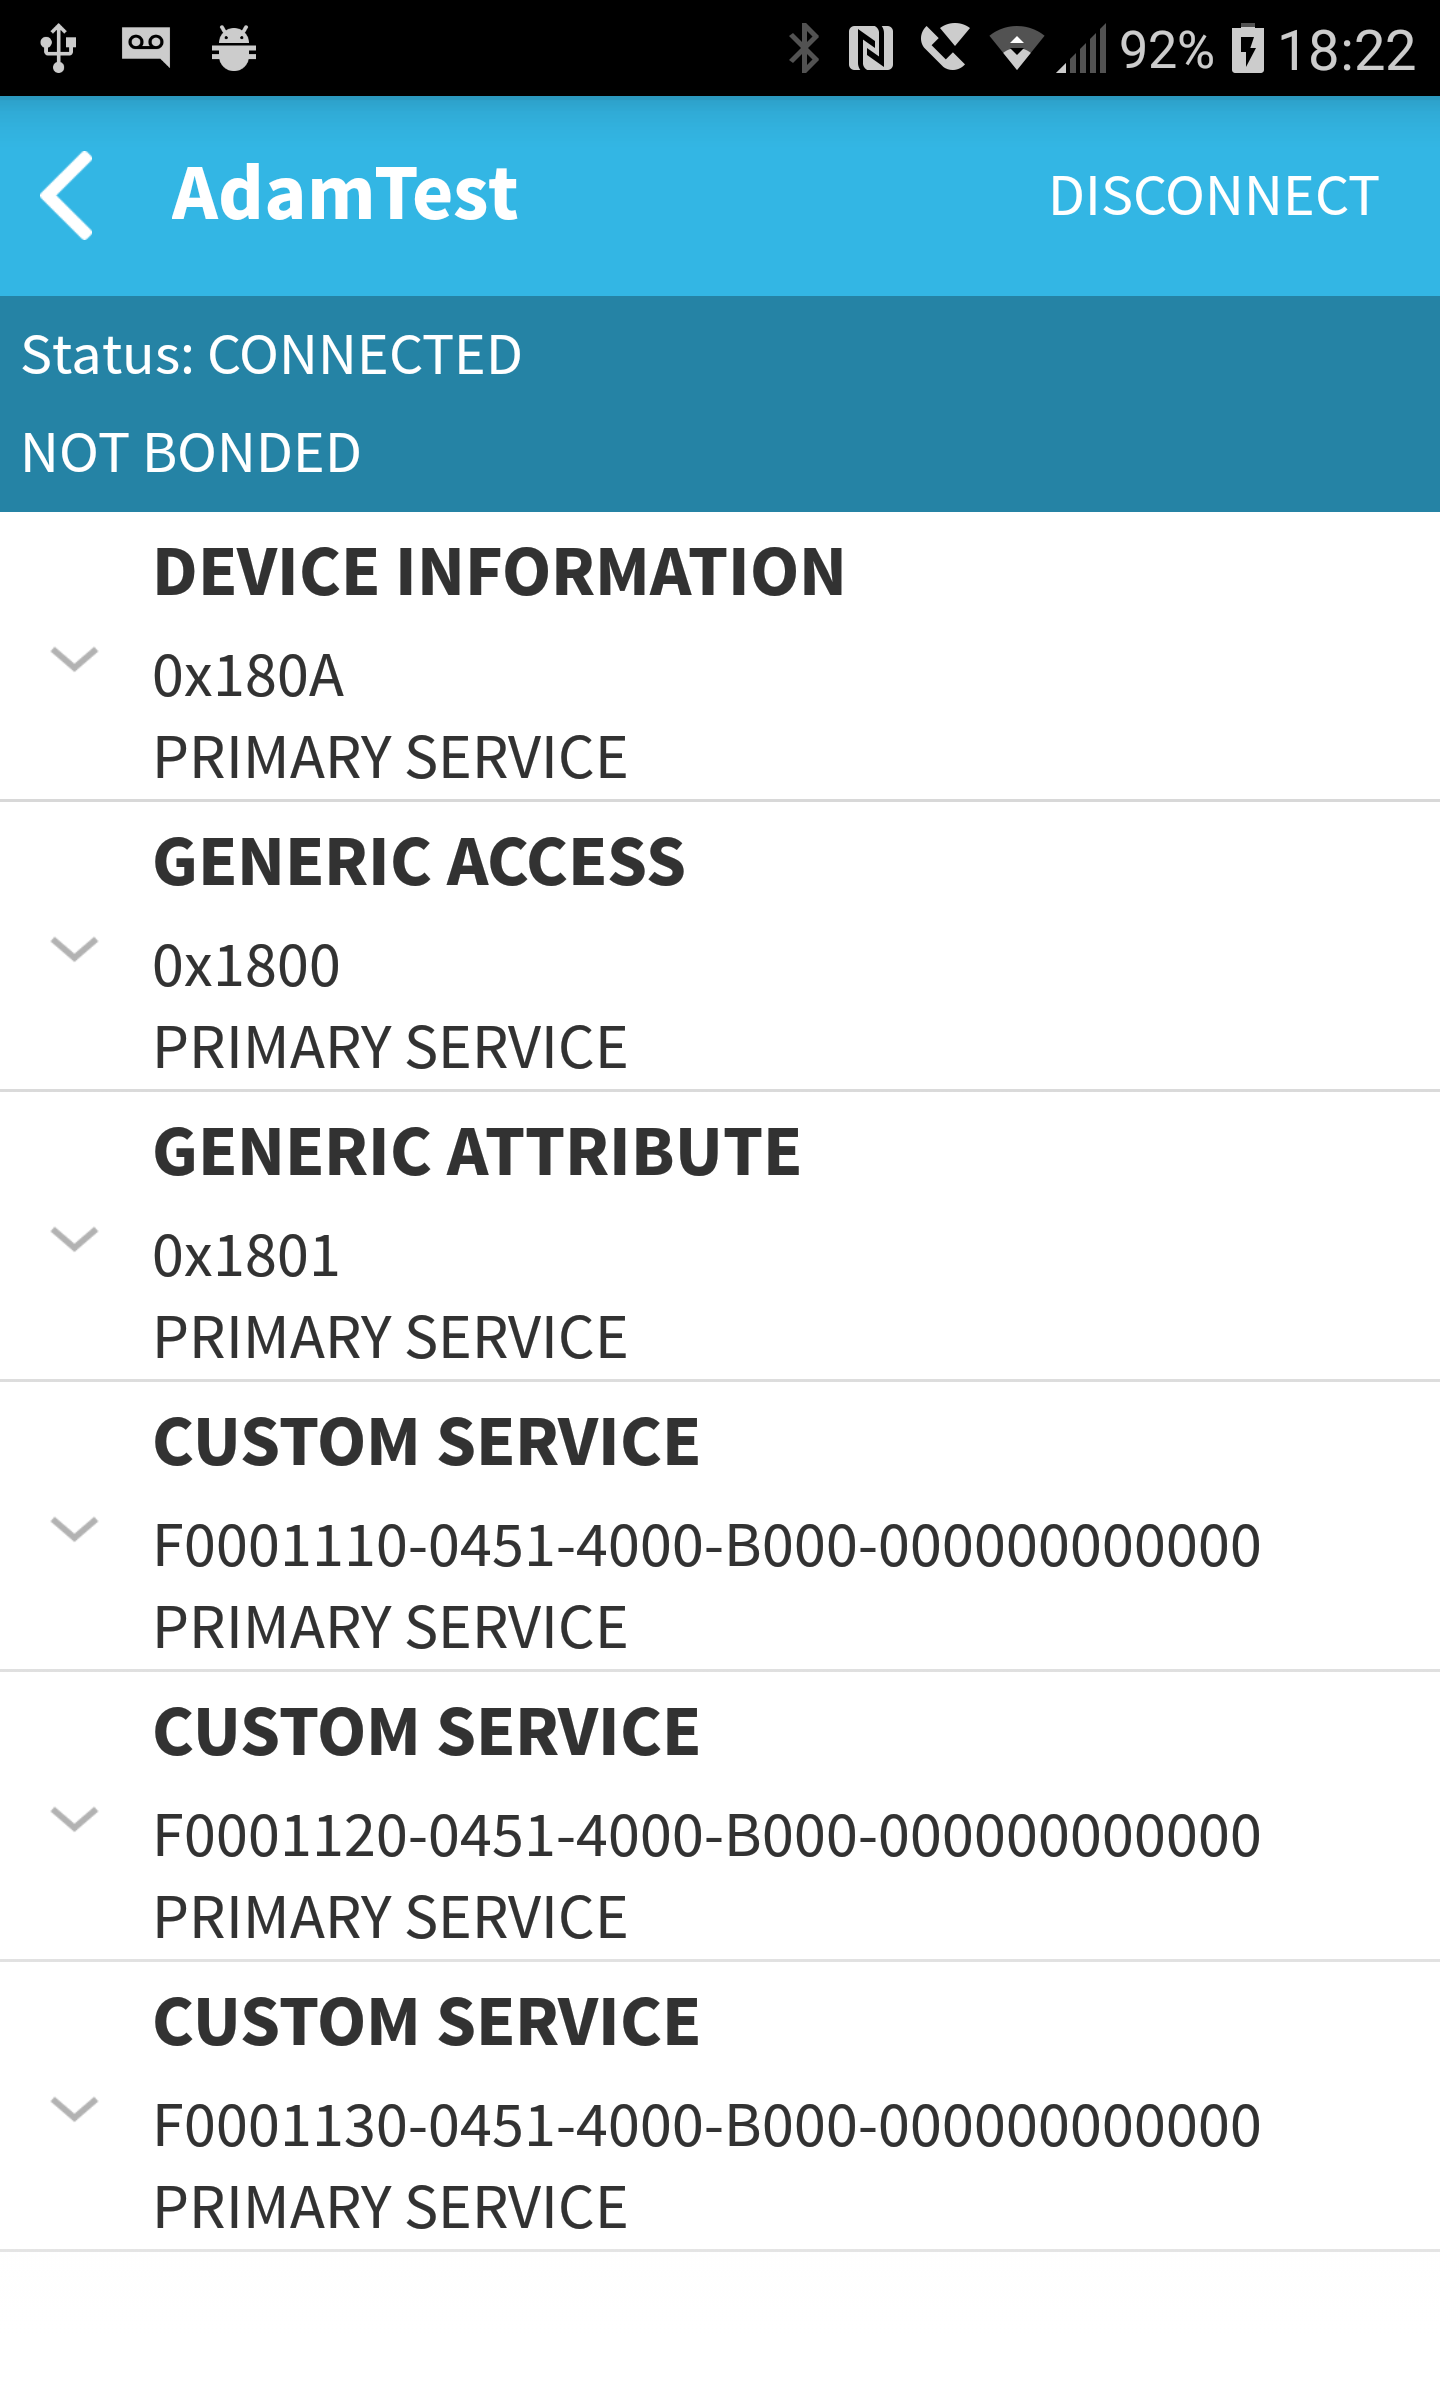 92% 18:22
AdamTest DISCONNECT
Status: CONNECTED
NOT BONDED
DEVICE INFORMATION
0x180A
PRIMARY SERVICE
GENERIC ACCESS
0x1800
PRIMARY SERVICE
GENERIC ATTRIBUTE
0x1801
PRIMARY SERVICE
CUSTOM SERVICE
F0001110-0451-4000-B000-000000000000
PRIMARY SERVICE
CUSTOM SERVICE
F0001120-0451-4000-B000-000000000000
PRIMARY SERVICE
CUSTOM SERVICE
F0001130-0451-4000-B000-000000000000
PRIMARY SERVICE